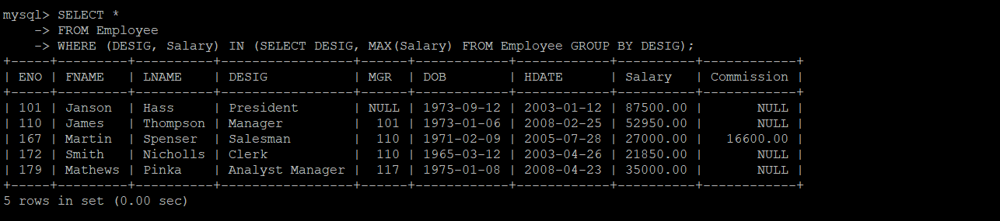 mysql> SELECT *
    -> FROM Employee
    -> WHERE (DESIG, Salary) IN (SELECT DESIG, MAX(Salary) FROM Employee GROUP BY DESIG);
+-----+---------+----------+-----------------+------+------------+------------+----------+------------+
| ENO | FNAME   | LNAME    | DESIG           | MGR  | DOB        | HDATE      | Salary   | Commission |
+-----+---------+----------+-----------------+------+------------+------------+----------+------------+
| 101 | Janson  | Hass     | President       | NULL | 1973-09-12 | 2003-01-12 | 87500.00 |       NULL |
| 110 | James   | Thompson | Manager         |  101 | 1973-01-06 | 2008-02-25 | 52950.00 |       NULL |
| 167 | Martin  | Spenser  | Salesman        |  110 | 1971-02-09 | 2005-07-28 | 27000.00 |   16600.00 |
| 172 | Smith   | Nicholls | Clerk           |  110 | 1965-03-12 | 2003-04-26 | 21850.00 |       NULL |
| 179 | Mathews | Pinka    | Analyst Manager |  117 | 1975-01-08 | 2008-04-23 | 35000.00 |       NULL |
+-----+---------+----------+-----------------+------+------------+------------+----------+------------+
5 rows in set (0.00 sec)